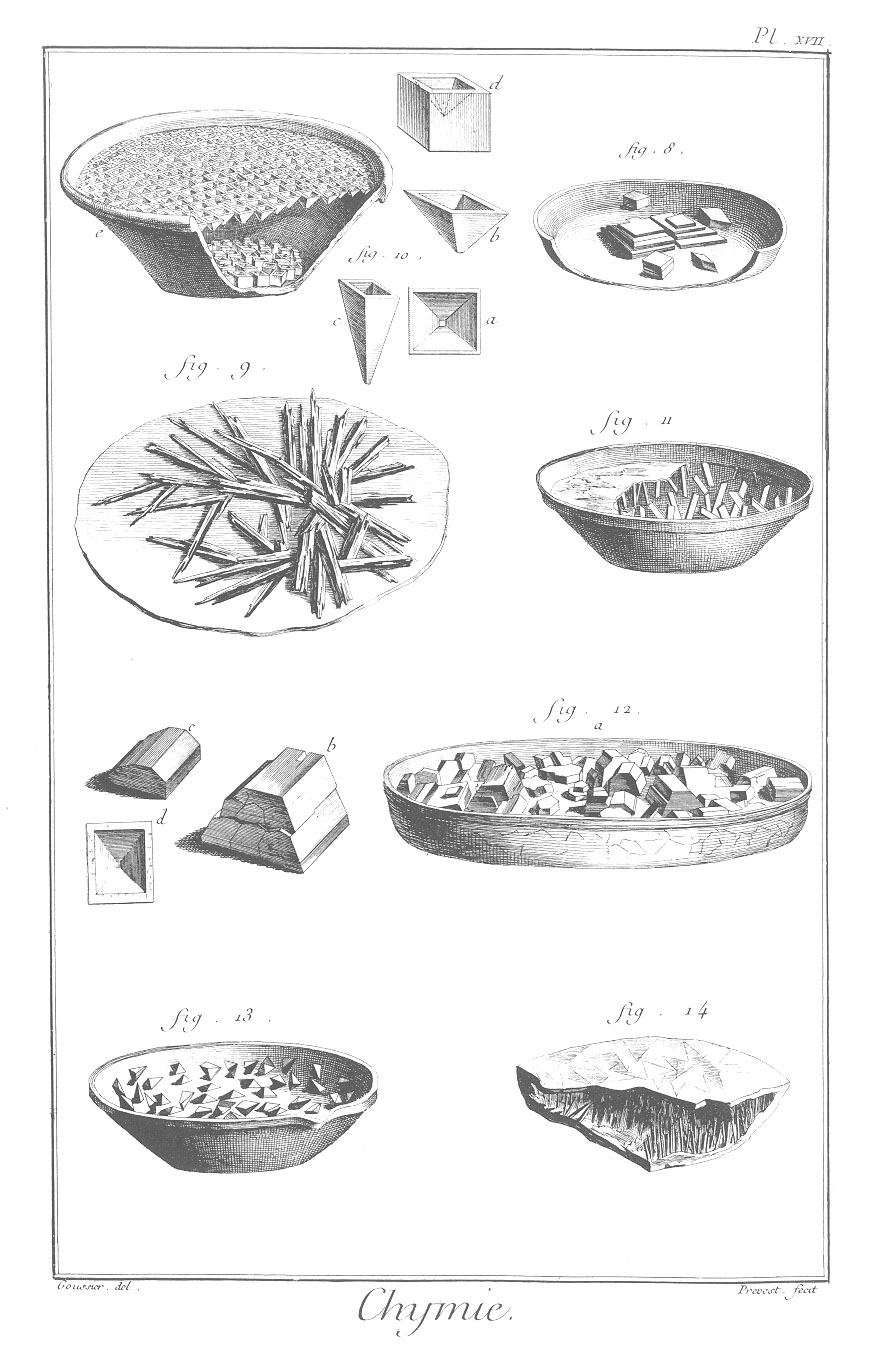 Pl. XVII.
d
fig. 8.
e
b
fig. 10.
c
a
fig. 9.
fig. 11
fig. 12.
a
c
b
d
fig. 13.
fig. 14
Goussier. del.
Prevost. fecit
Chymie.